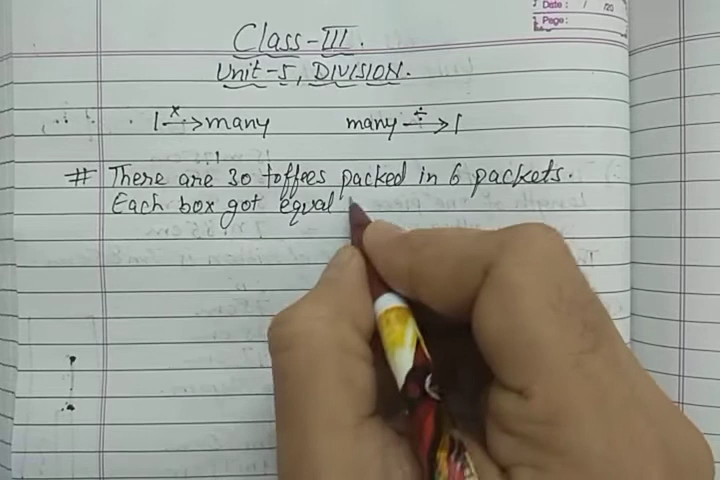 Date: / /20
Page:
Class-III.
Unit-5, DIVISION.
1 x→ many many ÷→ 1
# There are 30 toffees packed in 6 packets.
Each box got equal